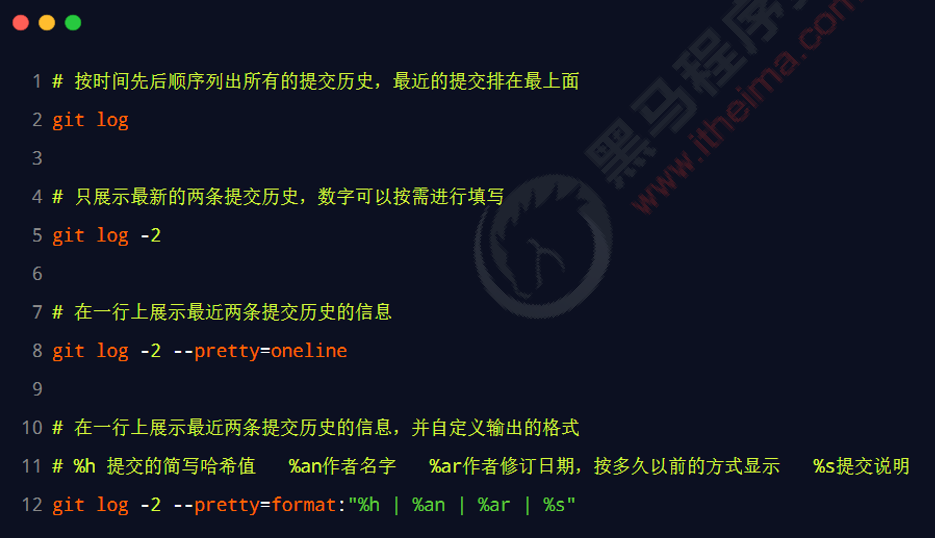 黑马程序员
www.itheima.com
1 # 按时间先后顺序列出所有的提交历史，最近的提交排在最上面
2 git log
3
4 # 只展示最新的两条提交历史，数字可以按需进行填写
5 git log -2
6
7 # 在一行上展示最近两条提交历史的信息
8 git log -2 --pretty=oneline
9
10 # 在一行上展示最近两条提交历史的信息，并自定义输出的格式
11 # %h 提交的简写哈希值 %an作者名字 %ar作者修订日期，按多久以前的方式显示 %s提交说明
12 git log -2 --pretty=format:"%h | %an | %ar | %s"